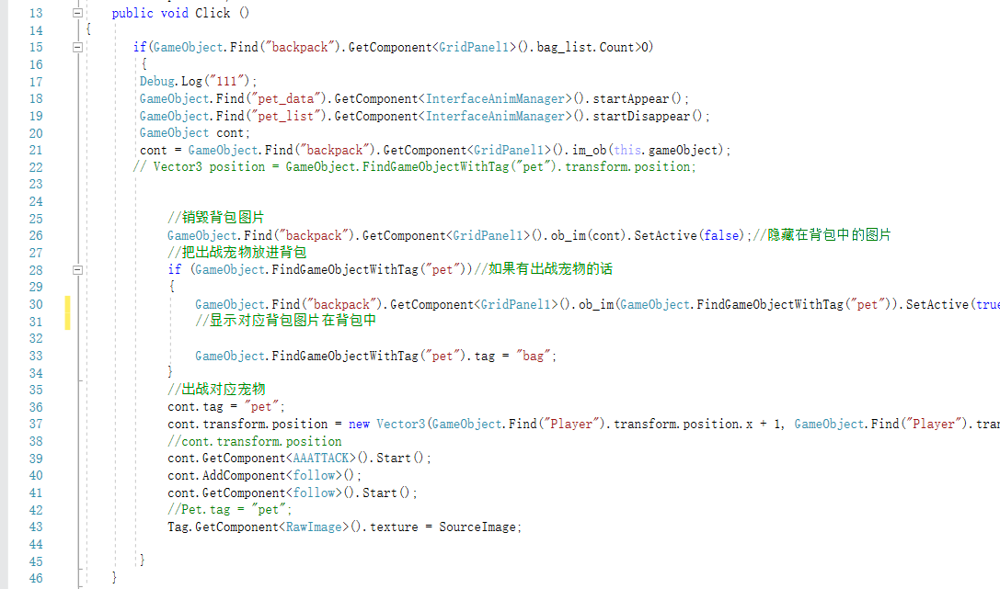 13 public void Click ()
14 {
15 if(GameObject.Find("backpack").GetComponent<GridPanel1>().bag_list.Count>0)
16 {
17 Debug.Log("111");
18 GameObject.Find("pet_data").GetComponent<InterfaceAnimManager>().startAppear();
19 GameObject.Find("pet_list").GetComponent<InterfaceAnimManager>().startDisappear();
20 GameObject cont;
21 cont = GameObject.Find("backpack").GetComponent<GridPanel1>().im_ob(this.gameObject);
22 // Vector3 position = GameObject.FindGameObjectWithTag("pet").transform.position;
23
24
25 //销毁背包图片
26 GameObject.Find("backpack").GetComponent<GridPanel1>().ob_im(cont).SetActive(false);//隐藏在背包中的图片
27 //把出战宠物放进背包
28 if (GameObject.FindGameObjectWithTag("pet"))//如果有出战宠物的话
29 {
30 GameObject.Find("backpack").GetComponent<GridPanel1>().ob_im(GameObject.FindGameObjectWithTag("pet")).SetActive(true
31 //显示对应背包图片在背包中
32
33 GameObject.FindGameObjectWithTag("pet").tag = "bag";
34 }
35 //出战对应宠物
36 cont.tag = "pet";
37 cont.transform.position = new Vector3(GameObject.Find("Player").transform.position.x + 1, GameObject.Find("Player").tran
38 //cont.transform.position
39 cont.GetComponent<AAATTACK>().Start();
40 cont.AddComponent<follow>();
41 cont.GetComponent<follow>().Start();
42 //Pet.tag = "pet";
43 Tag.GetComponent<RawImage>().texture = SourceImage;
44
45 }
46 }